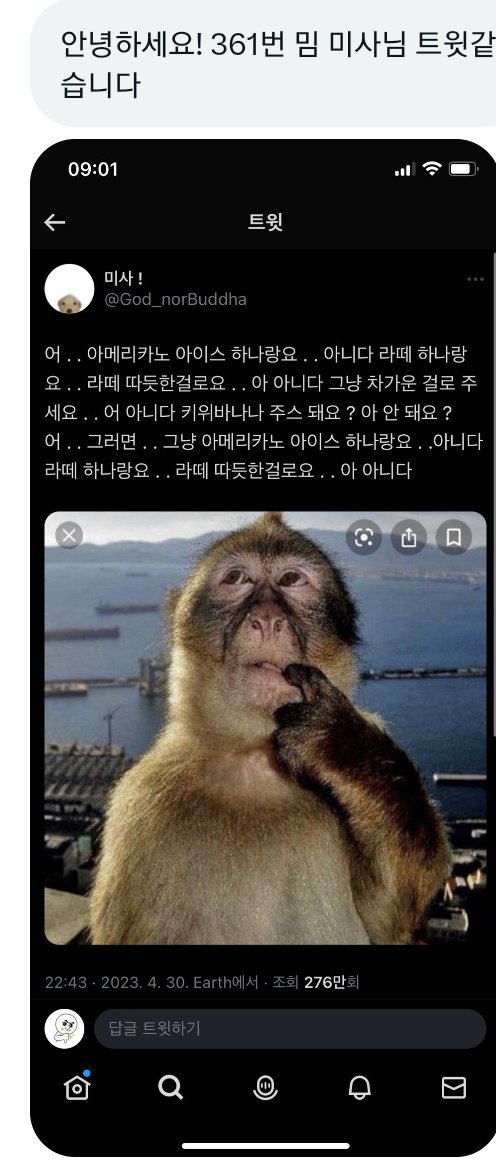 안녕하세요! 361번 밈 미사님 트윗같
습니다
09:01
트윗
미사 !
@God_norBuddha
어 . . 아메리카노 아이스 하나랑요 . . 아니다 라떼 하나랑
요 . . 라떼 따듯한걸로요 . . 아 아니다 그냥 차가운 걸로 주
세요 . . 어 아니다 키위바나나 주스 돼요 ? 아 안 돼요 ?
어 . . 그러면 . . 그냥 아메리카노 아이스 하나랑요 . .아니다
라떼 하나랑요 . . 라떼 따듯한걸로요 . . 아 아니다
22:43 · 2023. 4. 30. Earth에서 · 조회 276만회
답글 트윗하기